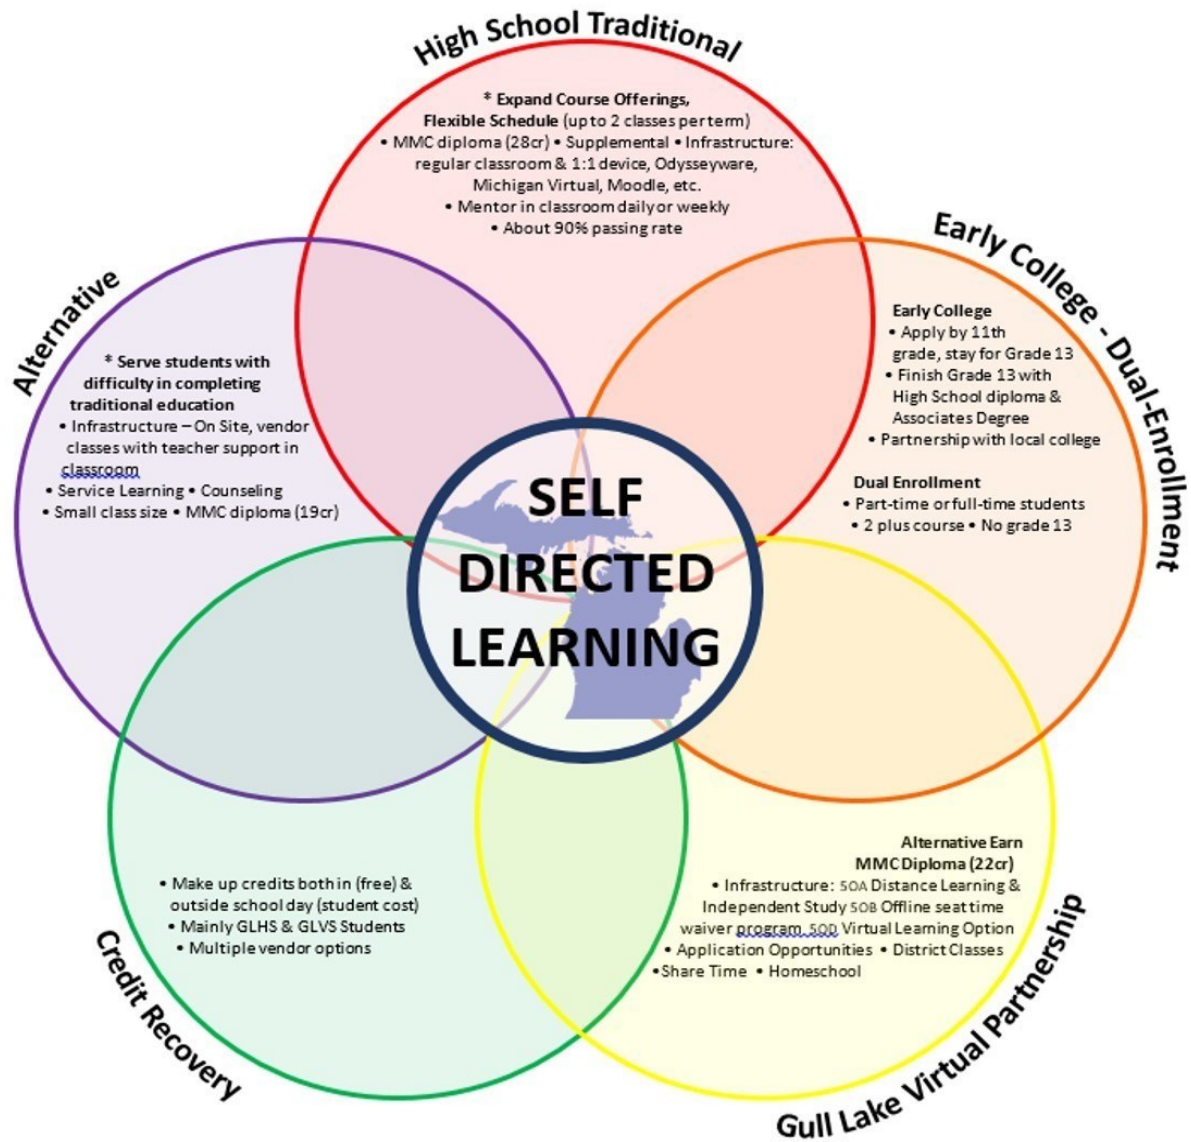 High School Traditional
* Expand Course Offerings,
Flexible Schedule (up to 2 classes per term)
• MMC diploma (28cr) • Supplemental • Infrastructure:
regular classroom & 1:1 device, Odysseyware,
Michigan Virtual, Moodle, etc.
• Mentor in classroom daily or weekly
• About 90% passing rate
Early College - Dual-Enrollment
Early College
• Apply by 11th
grade, stay for Grade 13
• Finish Grade 13 with
High School diploma &
Associates Degree
• Partnership with local college
Dual Enrollment
• Part-time or full-time students
• 2 plus course • No grade 13
Alternative
* Serve students with
difficulty in completing
traditional education
• Infrastructure – On Site, vendor
classes with teacher support in
classroom
• Service Learning • Counseling
• Small class size • MMC diploma (19cr)
SELF
DIRECTED
LEARNING
• Make up credits both in (free) &
outside school day (student cost)
• Mainly GLHS & GLVS Students
• Multiple vendor options
Credit Recovery
Alternative Earn
MMC Diploma (22cr)
• Infrastructure: 5OA Distance Learning &
Independent Study 5OB Offline seat time
waiver program, 5OD Virtual Learning Option
• Application Opportunities • District Classes
• Share Time • Homeschool
Gull Lake Virtual Partnership